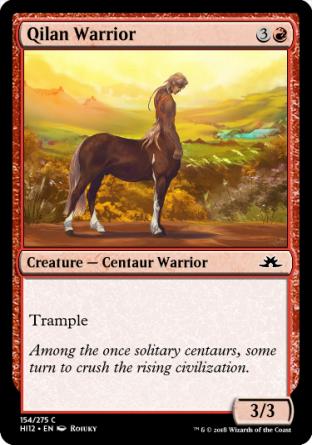 Qilan Warrior 3
Creature — Centaur Warrior
Trample
Among the once solitary centaurs, some
turn to crush the rising civilization.
3/3
154/275 C
HI12 • EN Roiuky
™ & © 2018 Wizards of the Coast